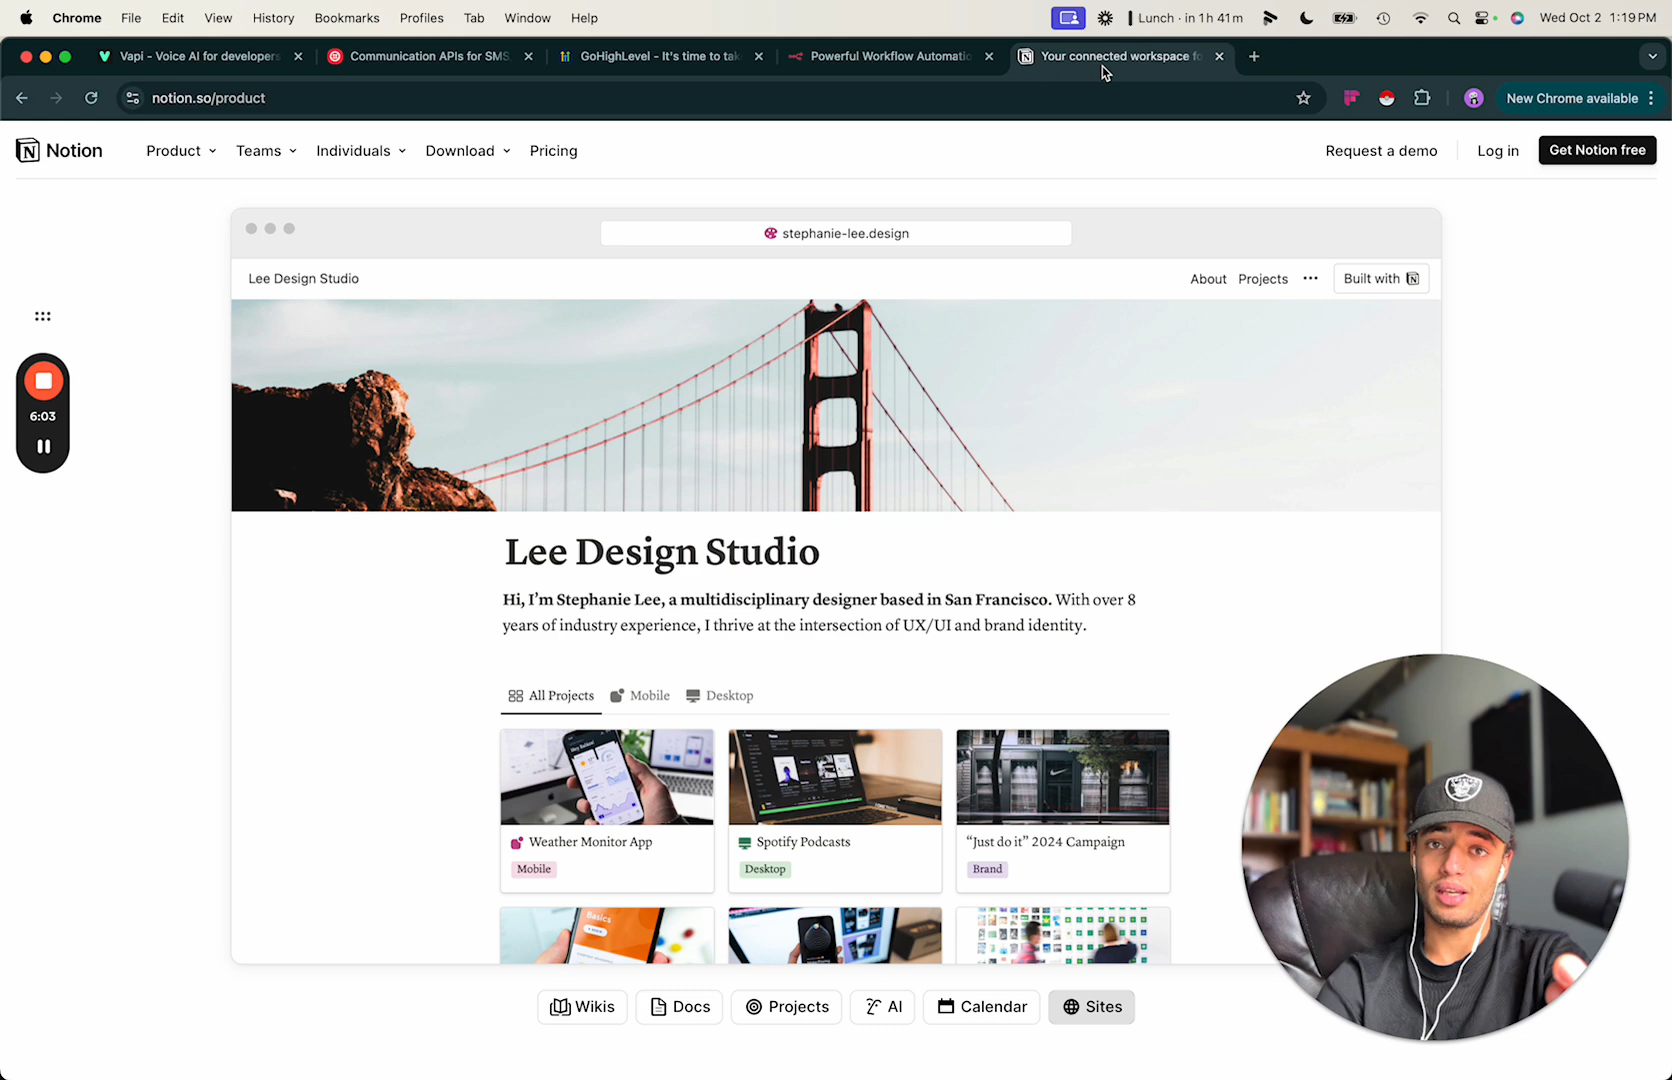 Chrome File Edit View History Bookmarks Profiles Tab Window Help
Lunch · in 1h 41m
Wed Oct 2 1:19 PM
Vapi - Voice AI for developers
Communication APIs for SMS,
GoHighLevel - It's time to tak
Powerful Workflow Automatio
Your connected workspace fo
notion.so/product
New Chrome available
Notion
Product Teams Individuals Download Pricing
Request a demo Log in Get Notion free
stephanie-lee.design
Lee Design Studio
About Projects ••• Built with
6:03
Lee Design Studio
Hi, I’m Stephanie Lee, a multidisciplinary designer based in San Francisco. With over 8
years of industry experience, I thrive at the intersection of UX/UI and brand identity.
All Projects Mobile Desktop
Weather Monitor App
Mobile
Spotify Podcasts
Desktop
“Just do it” 2024 Campaign
Brand
Basics
Wikis Docs Projects AI Calendar Sites